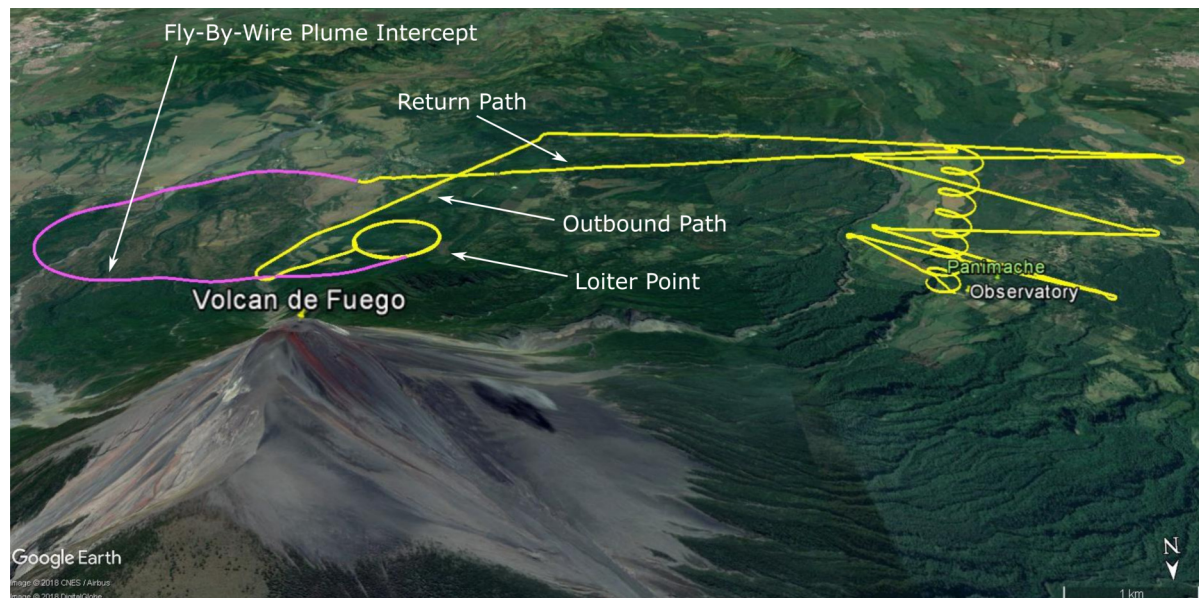 Fly-By-Wire Plume Intercept
Return Path
Outbound Path
Loiter Point
Panimache
Volcan de Fuego
Observatory
Google Earth
N
Image © 2018 CNES / Airbus
Image © 2018 DigitalGlobe
1 km